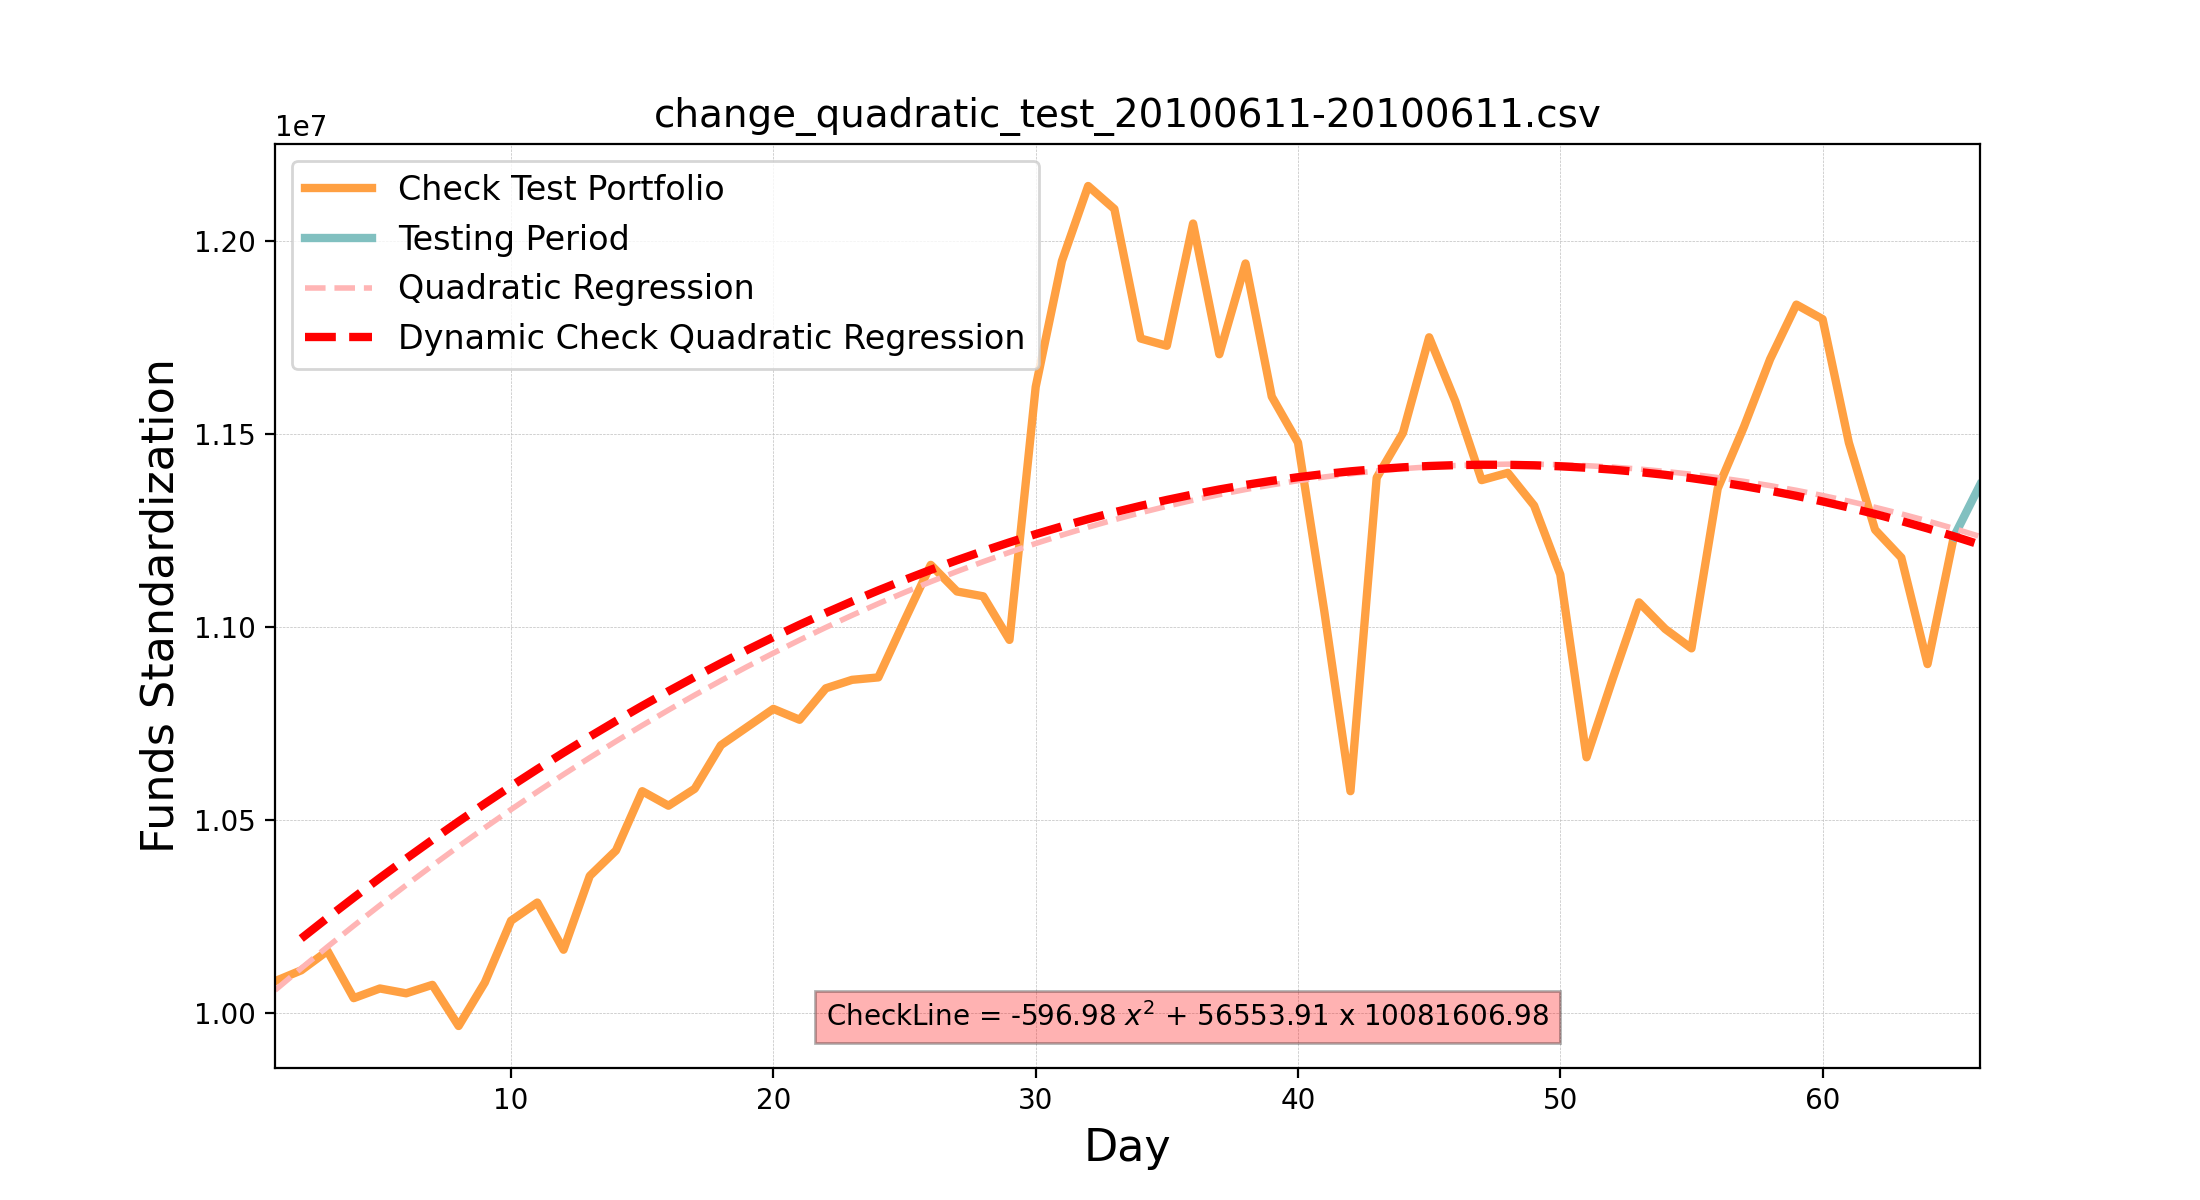 change_quadratic_test_20100611-20100611.csv
1e7
Check Test Portfolio
Testing Period
Quadratic Regression
Dynamic Check Quadratic Regression
Funds Standardization
1.20
1.15
1.10
1.05
1.00
CheckLine = -596.98 x² + 56553.91 x 10081606.98
10 20 30 40 50 60
Day